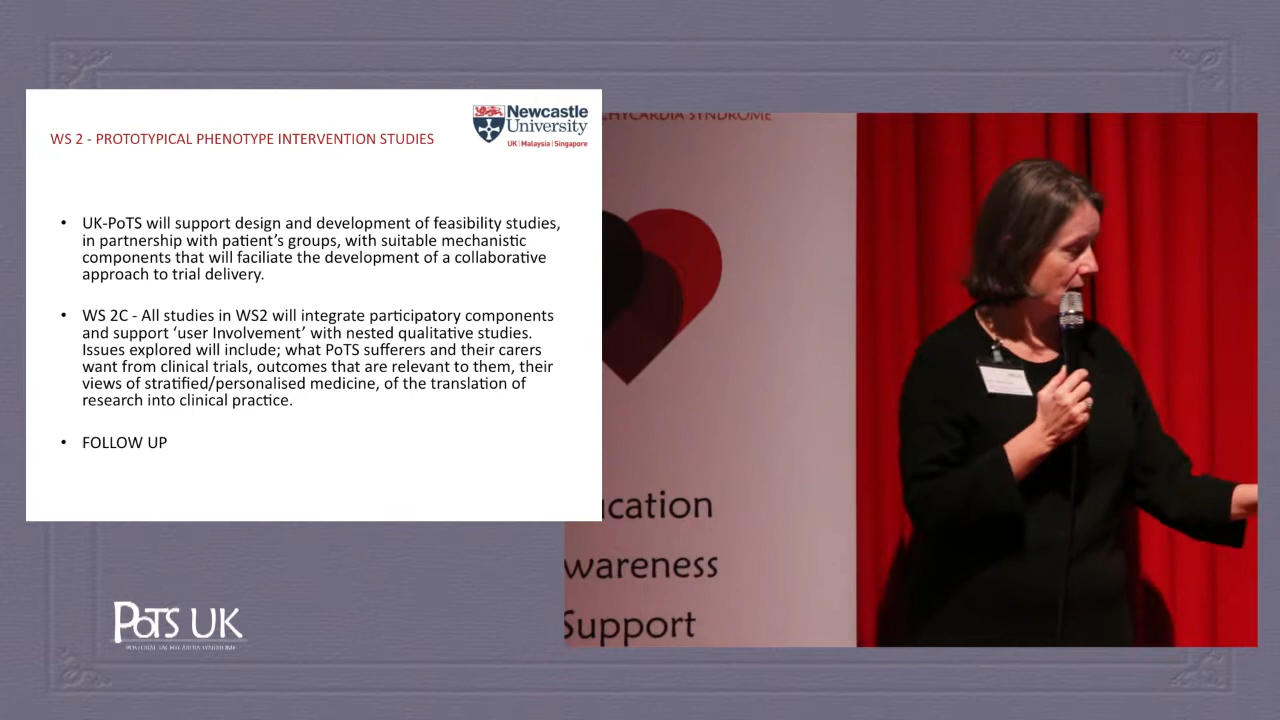 WS 2 - PROTOTYPICAL PHENOTYPE INTERVENTION STUDIES
Newcastle
University
UK | Malaysia | Singapore
• UK-PoTS will support design and development of feasibility studies,
in partnership with patient's groups, with suitable mechanistic
components that will faciliate the development of a collaborative
approach to trial delivery.
• WS 2C - All studies in WS2 will integrate participatory components
and support ‘user Involvement’ with nested qualitative studies.
Issues explored will include; what PoTS sufferers and their carers
want from clinical trials, outcomes that are relevant to them, their
views of stratified/personalised medicine, of the translation of
research into clinical practice.
• FOLLOW UP
CHYCARDIA SYNDROME
ucation
wareness
Support
PoTS UK
POSTURAL TACHYCARDIA SYNDROME